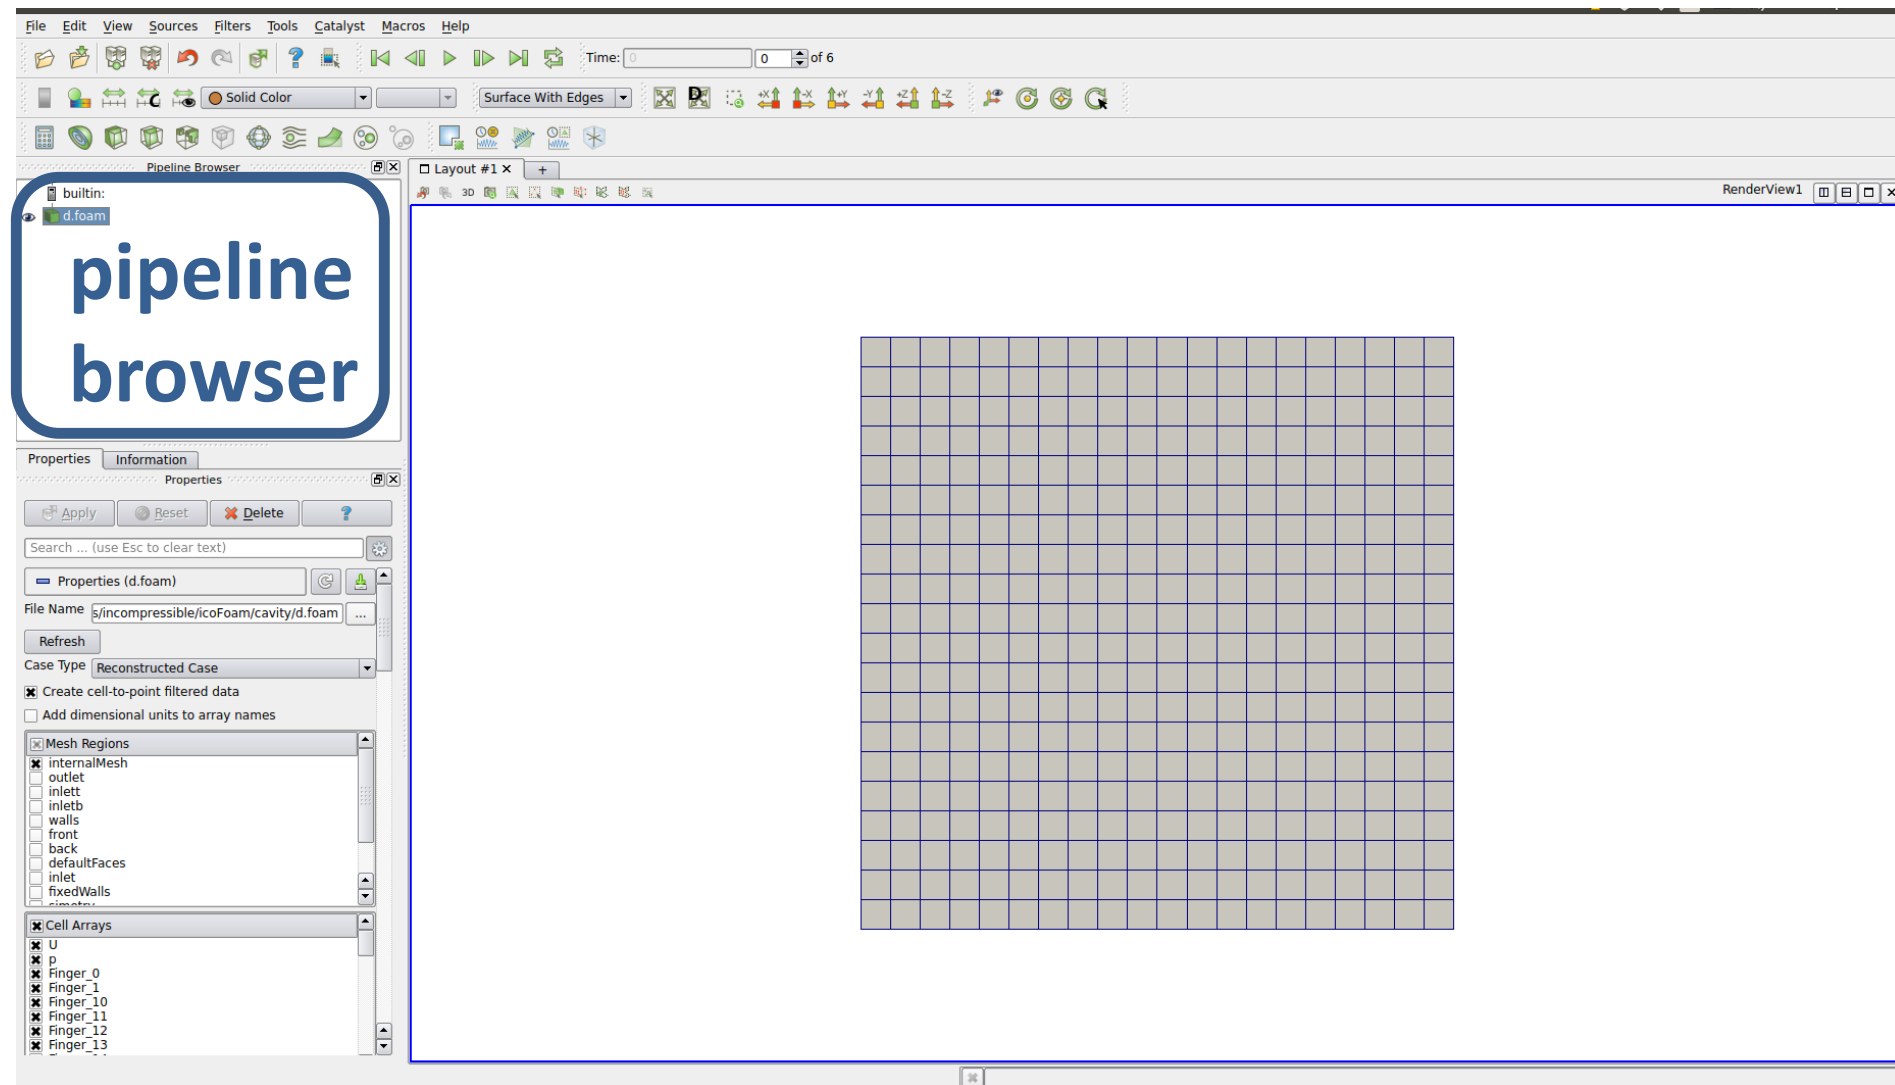 File Edit View Sources Filters Tools Catalyst Macros Help
Time: 0 0 of 6
Solid Color Surface With Edges
+X -X +Y -Y +Z -Z
Pipeline Browser
Layout #1 +
builtin:
3D
RenderView1
d.foam
pipeline
browser
Properties Information
Properties
Apply Reset Delete ?
Search ... (use Esc to clear text)
Properties (d.foam)
File Name s/incompressible/icoFoam/cavity/d.foam ...
Refresh
Case Type Reconstructed Case
Create cell-to-point filtered data
Add dimensional units to array names
Mesh Regions
internalMesh
outlet
inlett
inletb
walls
front
back
defaultFaces
inlet
fixedWalls
simetry
Cell Arrays
U
p
Finger_0
Finger_1
Finger_10
Finger_11
Finger_12
Finger_13